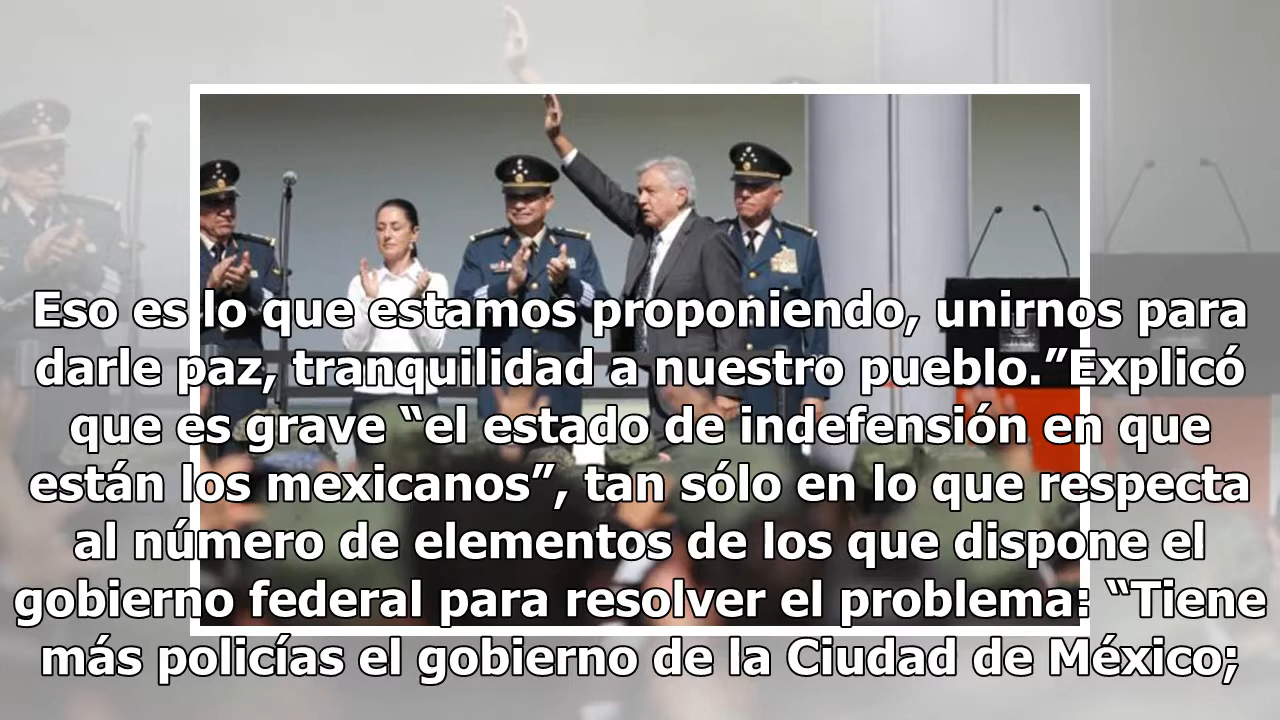 Eso es lo que estamos proponiendo, unirnos para
darle paz, tranquilidad a nuestro pueblo.”Explicó
que es grave “el estado de indefensión en que
están los mexicanos”, tan sólo en lo que respecta
al número de elementos de los que dispone el
gobierno federal para resolver el problema: “Tiene
más policías el gobierno de la Ciudad de México;